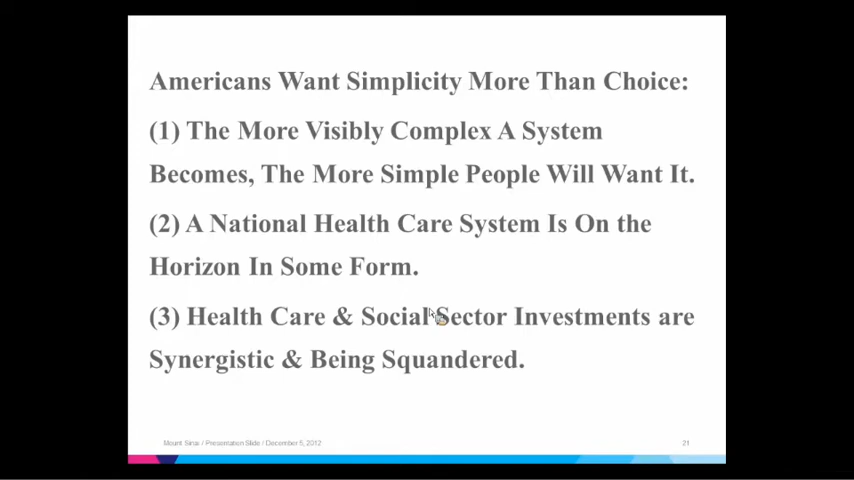 Americans Want Simplicity More Than Choice:
(1) The More Visibly Complex A System
Becomes, The More Simple People Will Want It.
(2) A National Health Care System Is On the
Horizon In Some Form.
(3) Health Care & Social Sector Investments are
Synergistic & Being Squandered.
Mount Sinai / Presentation Slide / December 5, 2012
21